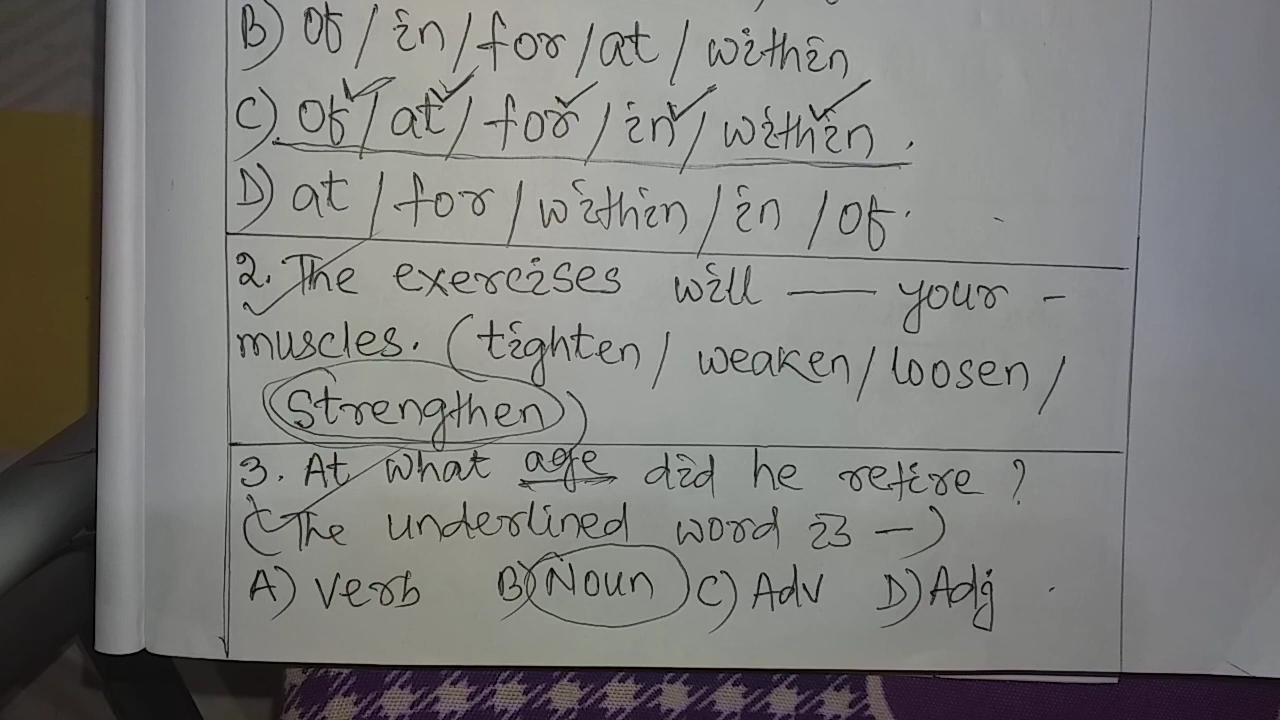 B) Of / in / for / at / within
C) Of / at / for / in / within.
D) at / for / within / in / Of.
2. The exercises will — your -
muscles. (tighten / weaken / loosen /
Strengthen)
3. At what age did he retire ?
(The underlined word is —)
A) Verb B) Noun C) Adv D) Adj